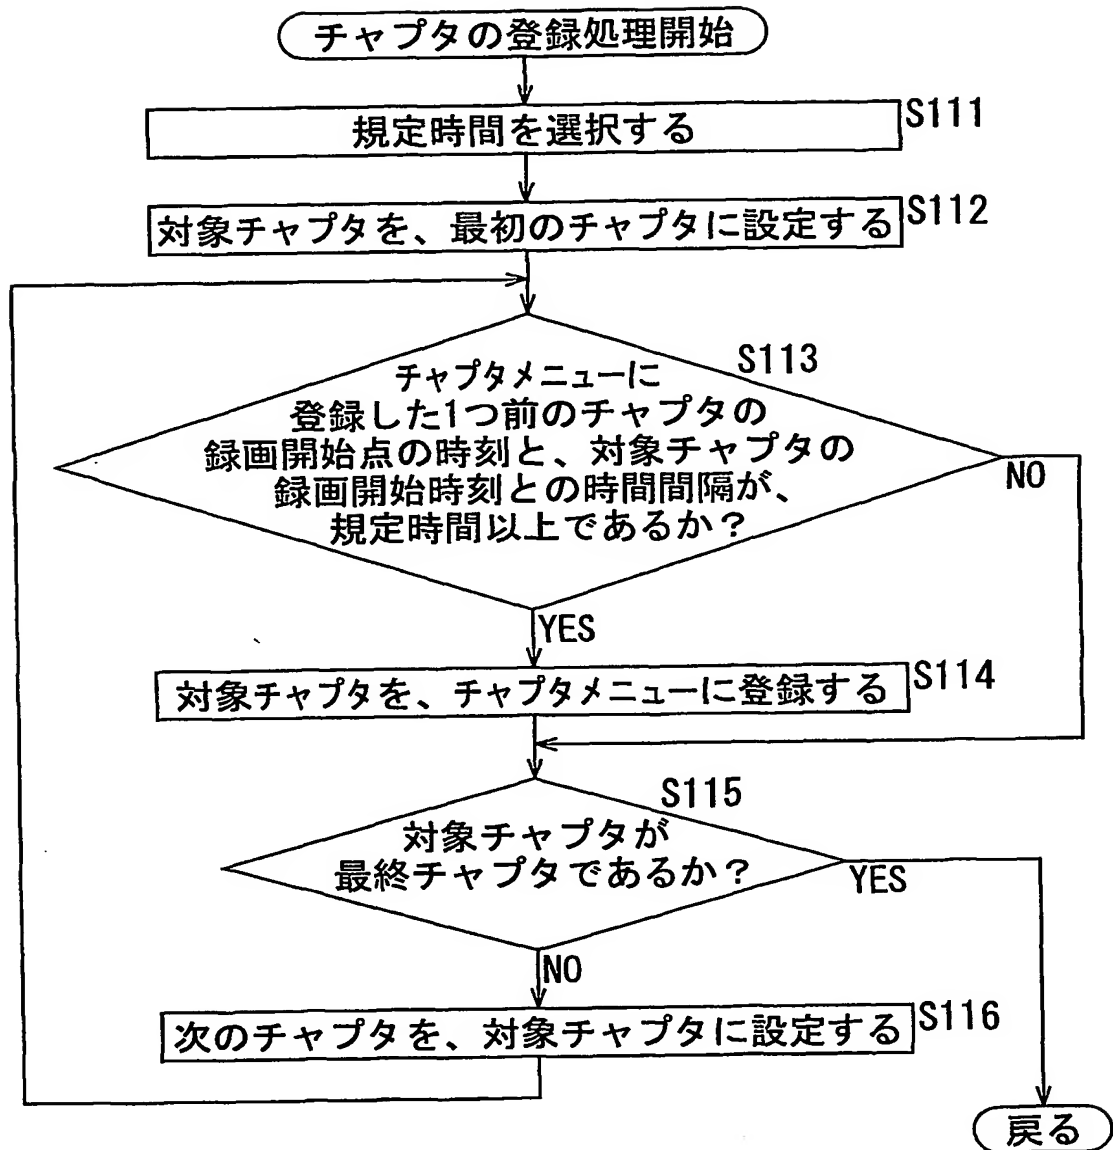 チャプタの登録処理開始
規定時間を選択する
S111
対象チャプタを、最初のチャプタに設定する
S112
S113
チャプタメニューに
登録した1つ前のチャプタの
録画開始点の時刻と、対象チャプタの
録画開始時刻との時間間隔が、
規定時間以上であるか？
NO
YES
対象チャプタを、チャプタメニューに登録する
S114
S115
対象チャプタが
最終チャプタであるか？
YES
NO
次のチャプタを、対象チャプタに設定する
S116
戻る